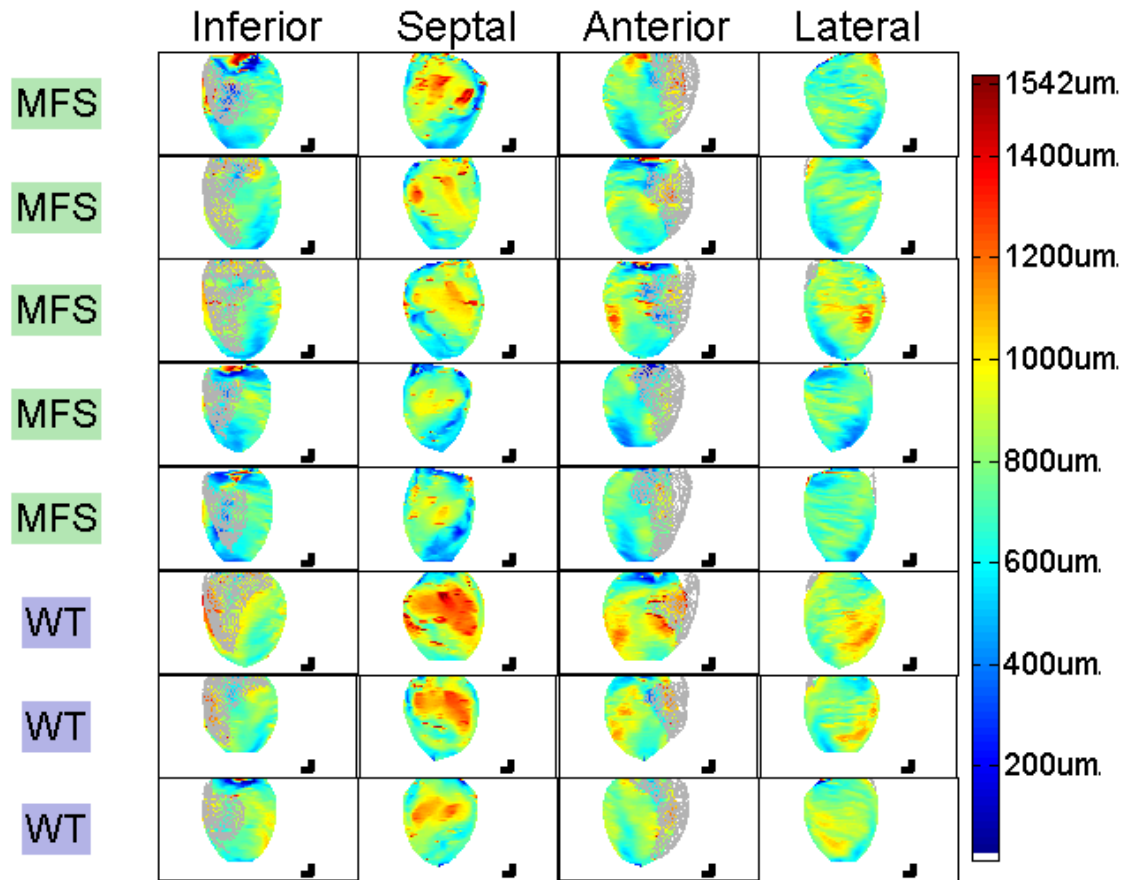 Inferior Septal Anterior Lateral
MFS
MFS
MFS
MFS
MFS
WT
WT
WT
1542um.
1400um.
1200um.
1000um.
800um.
600um.
400um.
200um.